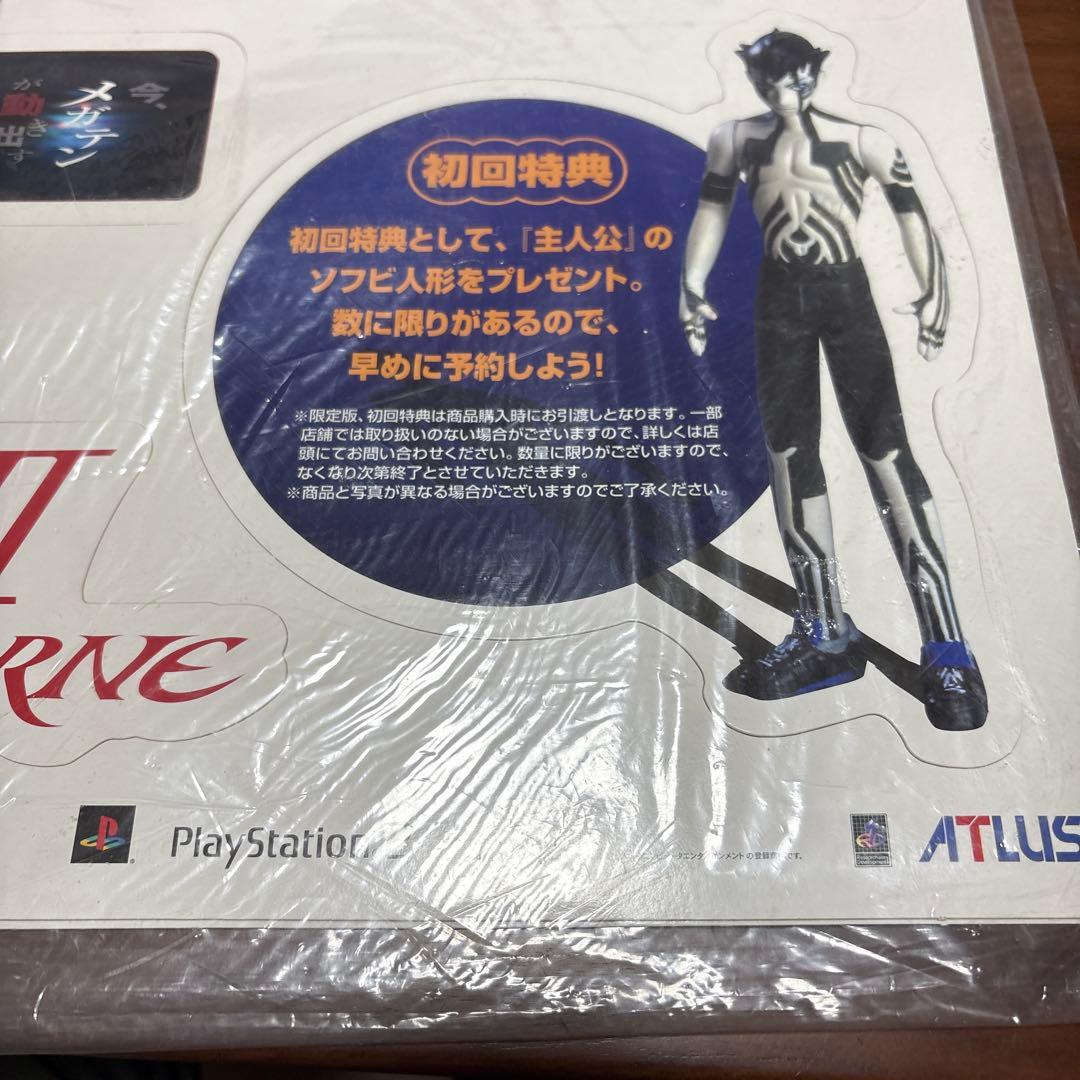 今、
メガテン
が動き出す
初回特典
初回特典として、『主人公』の
ソフビ人形をプレゼント。
数に限りがあるので、
早めに予約しよう!
※限定版、初回特典は商品購入時にお引渡しとなります。一部
店舗では取り扱いのない場合がございますので、詳しくは店
頭にてお問い合わせください。数量に限りがございますので、
なくなり次第終了とさせていただきます。
※商品と写真が異なる場合がございますのでご了承ください。
II
RNE
PlayStation
ATLUS